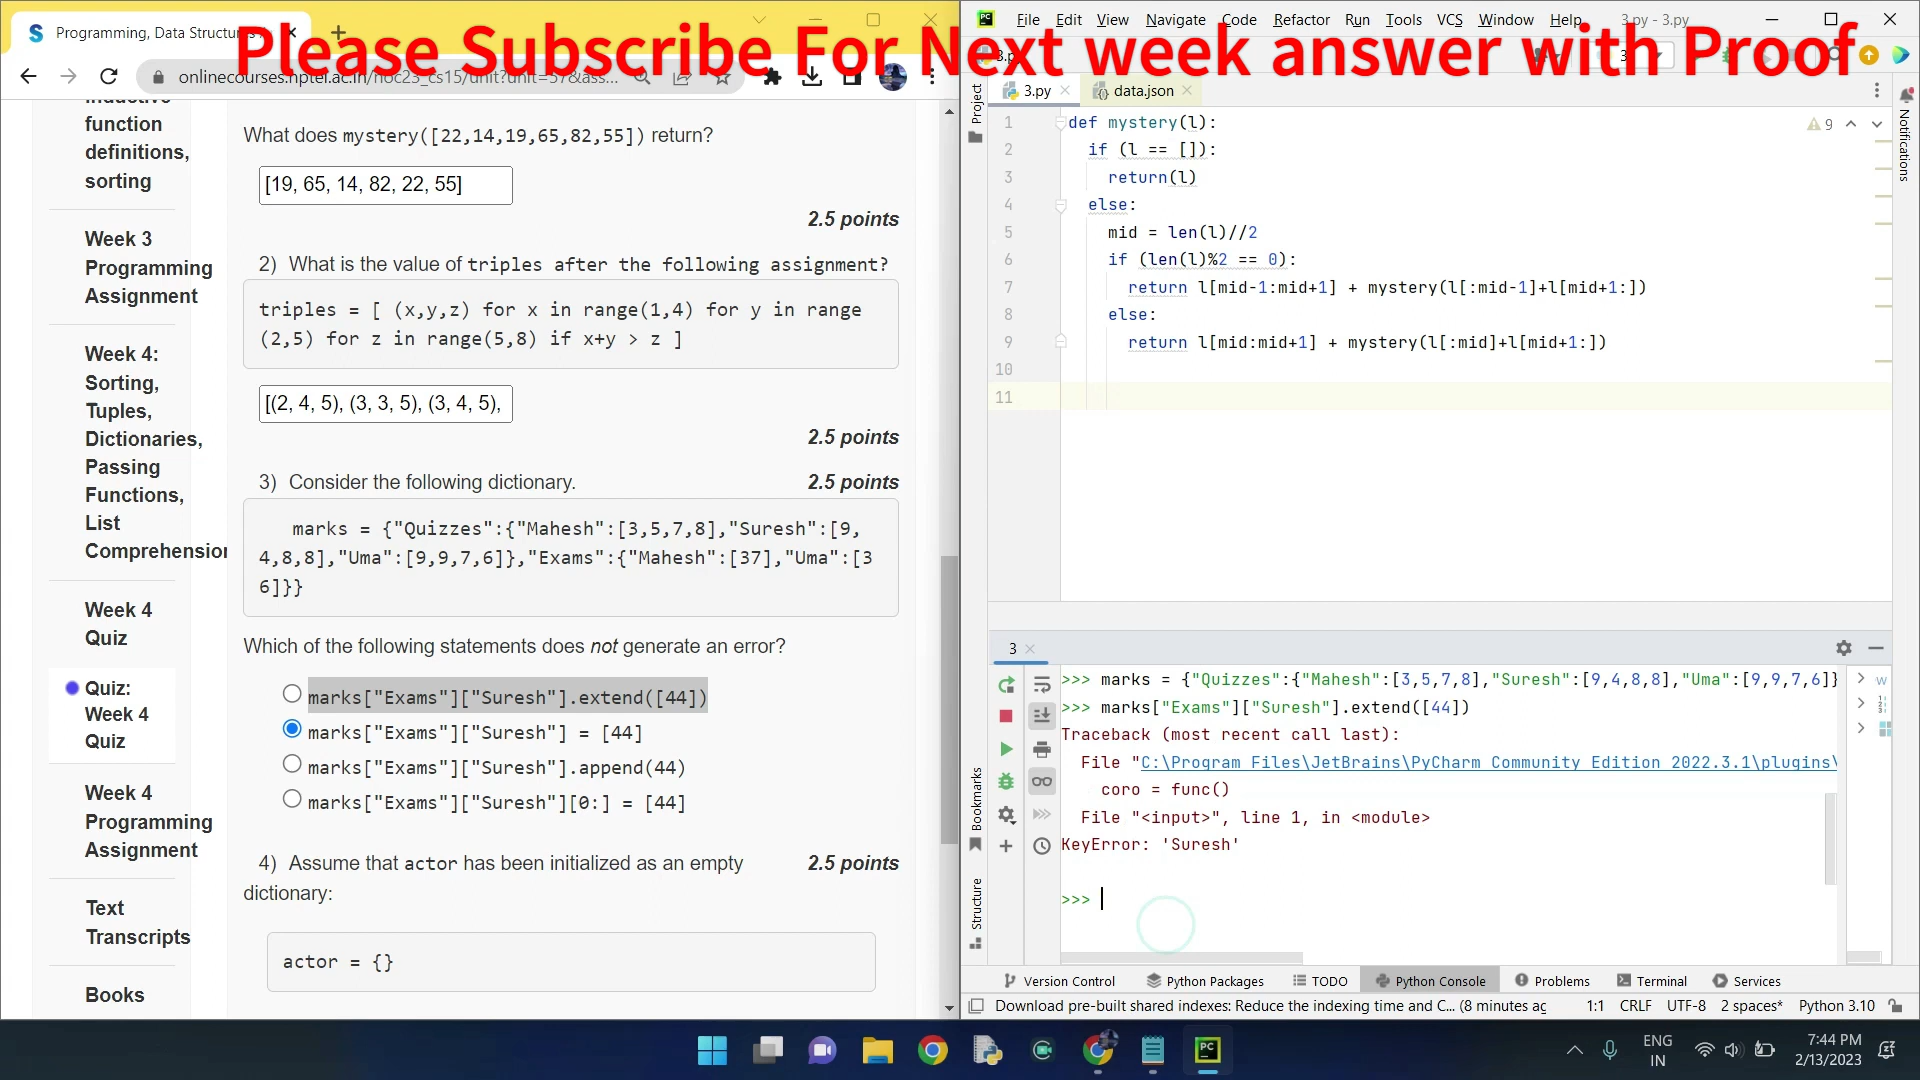 Please Subscribe For Next week answer with Proof
Programming, Data Structures
onlinecourses.nptel.ac.in/noc23_cs15/unit?unit=57&ass...
function
definitions,
sorting
Week 3
Programming
Assignment
Week 4:
Sorting,
Tuples,
Dictionaries,
Passing
Functions,
List
Comprehension
Week 4
Quiz
Quiz:
Week 4
Quiz
Week 4
Programming
Assignment
Text
Transcripts
Books
What does mystery([22,14,19,65,82,55]) return?
[19, 65, 14, 82, 22, 55]
2.5 points
2) What is the value of triples after the following assignment?
triples = [ (x,y,z) for x in range(1,4) for y in range
(2,5) for z in range(5,8) if x+y > z ]
[(2, 4, 5), (3, 3, 5), (3, 4, 5),
2.5 points
3) Consider the following dictionary. 2.5 points
marks = {"Quizzes":{"Mahesh":[3,5,7,8],"Suresh":[9,
4,8,8],"Uma":[9,9,7,6]},"Exams":{"Mahesh":[37],"Uma":[3
6]}}
Which of the following statements does not generate an error?
marks["Exams"]["Suresh"].extend([44])
marks["Exams"]["Suresh"] = [44]
marks["Exams"]["Suresh"].append(44)
marks["Exams"]["Suresh"][0:] = [44]
4) Assume that actor has been initialized as an empty 2.5 points
dictionary:
actor = {}
PC File Edit View Navigate Code Refactor Run Tools VCS Window Help 3.py - 3.py
3.py
3
Project
3.py data.json
Notifications
1 def mystery(l):
2 if (l == []):
3 return(l)
4 else:
5 mid = len(l)//2
6 if (len(l)%2 == 0):
7 return l[mid-1:mid+1] + mystery(l[:mid-1]+l[mid+1:])
8 else:
9 return l[mid:mid+1] + mystery(l[:mid]+l[mid+1:])
10
11
9
3
Bookmarks
Structure
>>> marks = {"Quizzes":{"Mahesh":[3,5,7,8],"Suresh":[9,4,8,8],"Uma":[9,9,7,6]}
>>> marks["Exams"]["Suresh"].extend([44])
Traceback (most recent call last):
File "C:\Program Files\JetBrains\PyCharm Community Edition 2022.3.1\plugins\
coro = func()
File "<input>", line 1, in <module>
KeyError: 'Suresh'
>>>
Version Control Python Packages TODO Python Console Problems Terminal Services
Download pre-built shared indexes: Reduce the indexing time and C... (8 minutes ag 1:1 CRLF UTF-8 2 spaces* Python 3.10
PC
ENG
IN
7:44 PM
2/13/2023